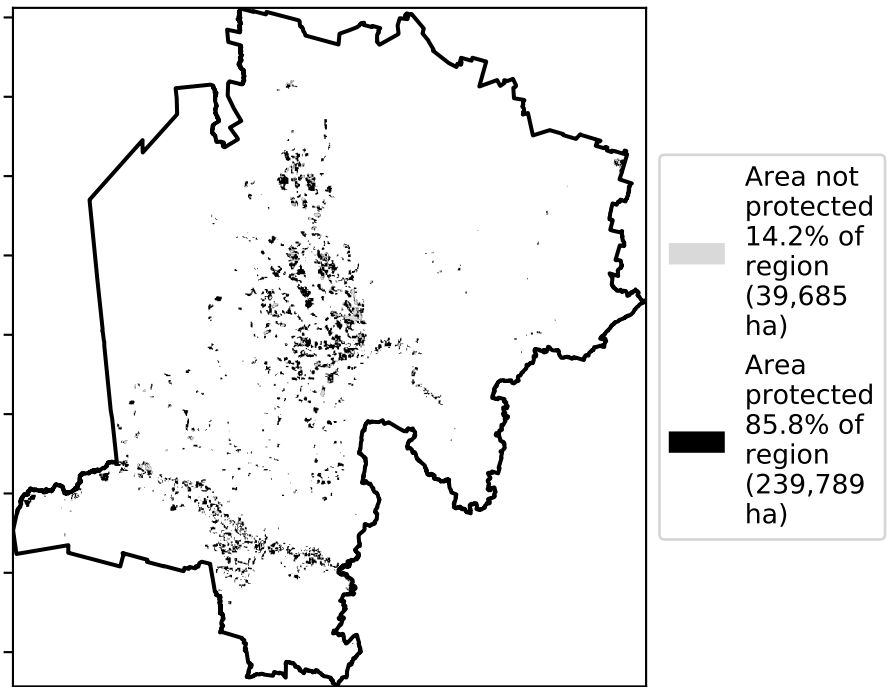 Area not
protected
14.2% of
region
(39,685
ha)
Area
protected
85.8% of
region
(239,789
ha)